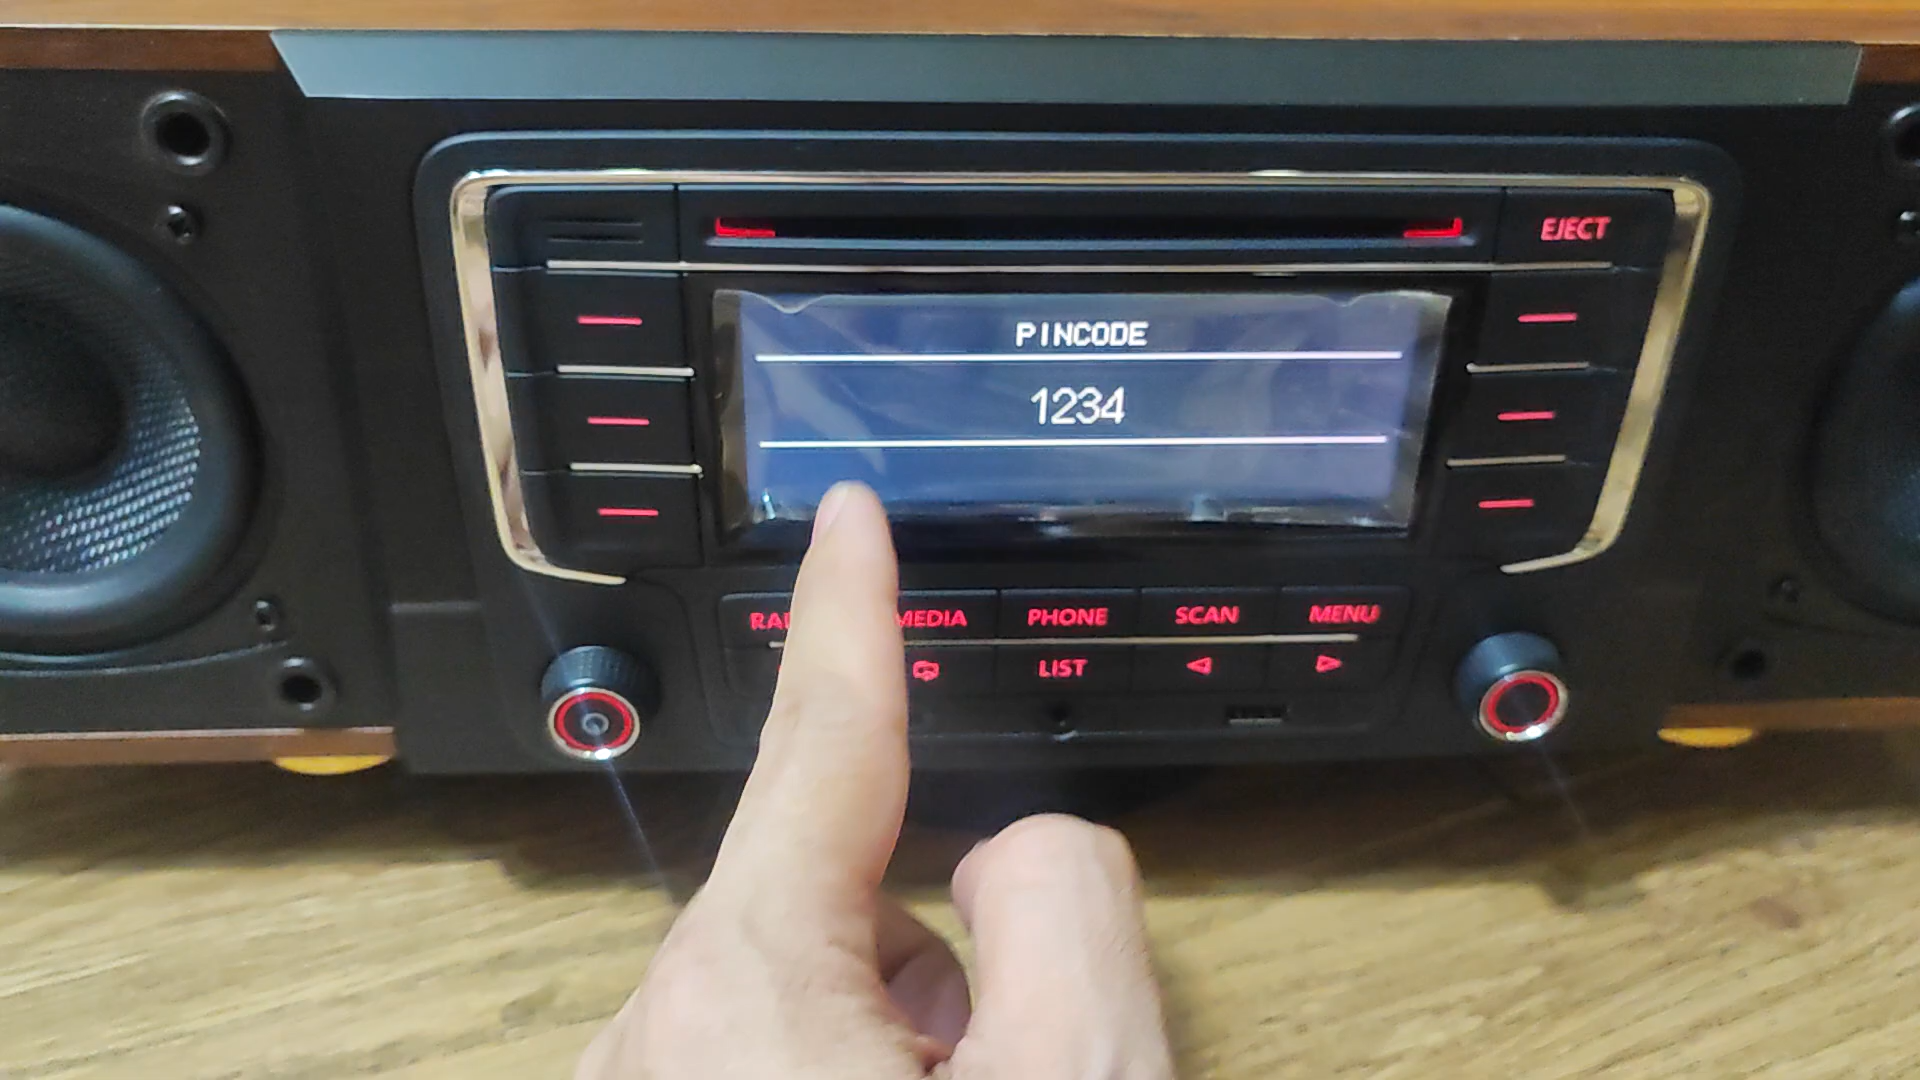 EJECT
PINCODE
1234
MEDIA PHONE SCAN MENU
LIST